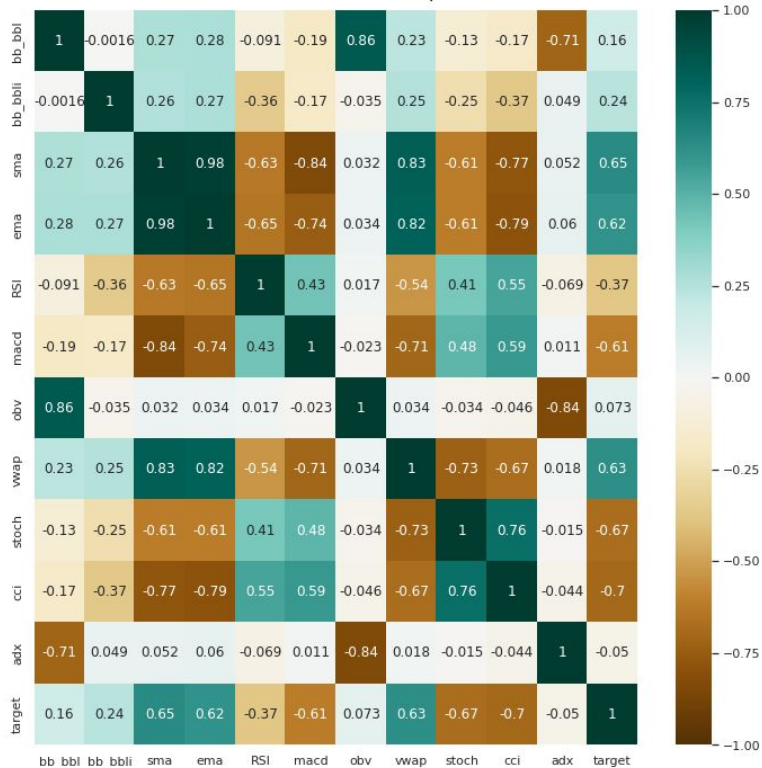 bb_bbl 1 -0.0016 0.27 0.28 -0.091 -0.19 0.86 0.23 -0.13 -0.17 -0.71 0.16
bb_bbli -0.0016 1 0.26 0.27 -0.36 -0.17 -0.035 0.25 -0.25 -0.37 0.049 0.24
sma 0.27 0.26 1 0.98 -0.63 -0.84 0.032 0.83 -0.61 -0.77 0.052 0.65
ema 0.28 0.27 0.98 1 -0.65 -0.74 0.034 0.82 -0.61 -0.79 0.06 0.62
RSI -0.091 -0.36 -0.63 -0.65 1 0.43 0.017 -0.54 0.41 0.55 -0.069 -0.37
macd -0.19 -0.17 -0.84 -0.74 0.43 1 -0.023 -0.71 0.48 0.59 0.011 -0.61
obv 0.86 -0.035 0.032 0.034 0.017 -0.023 1 0.034 -0.034 -0.046 -0.84 0.073
vwap 0.23 0.25 0.83 0.82 -0.54 -0.71 0.034 1 -0.73 -0.67 0.018 0.63
stoch -0.13 -0.25 -0.61 -0.61 0.41 0.48 -0.034 -0.73 1 0.76 -0.015 -0.67
cci -0.17 -0.37 -0.77 -0.79 0.55 0.59 -0.046 -0.67 0.76 1 -0.044 -0.7
adx -0.71 0.049 0.052 0.06 -0.069 0.011 -0.84 0.018 -0.015 -0.044 1 -0.05
target 0.16 0.24 0.65 0.62 -0.37 -0.61 0.073 0.63 -0.67 -0.7 -0.05 1
bb_bbl bb_bbli sma ema RSI macd obv vwap stoch cci adx target
1.00
0.75
0.50
0.25
0.00
−0.25
−0.50
−0.75
−1.00